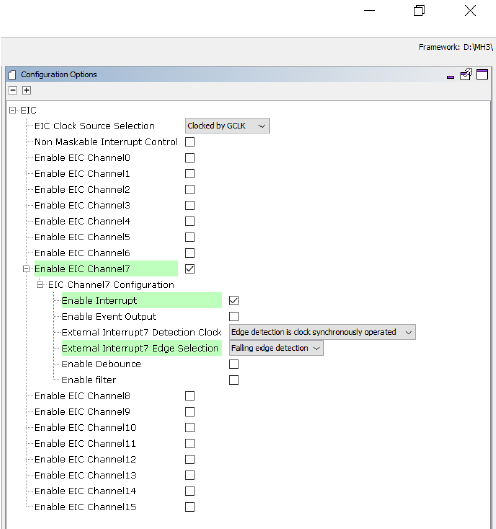 Framework: D:\MH3\
Configuration Options
EIC
EIC Clock Source Selection Clocked by GCLK
Non Maskable Interrupt Control
Enable EIC Channel0
Enable EIC Channel1
Enable EIC Channel2
Enable EIC Channel3
Enable EIC Channel4
Enable EIC Channel5
Enable EIC Channel6
Enable EIC Channel7
EIC Channel7 Configuration
Enable Interrupt
Enable Event Output
External Interrupt7 Detection Clock Edge detection is clock synchronously operated
External Interrupt7 Edge Selection Falling edge detection
Enable Debounce
Enable filter
Enable EIC Channel8
Enable EIC Channel9
Enable EIC Channel10
Enable EIC Channel11
Enable EIC Channel12
Enable EIC Channel13
Enable EIC Channel14
Enable EIC Channel15